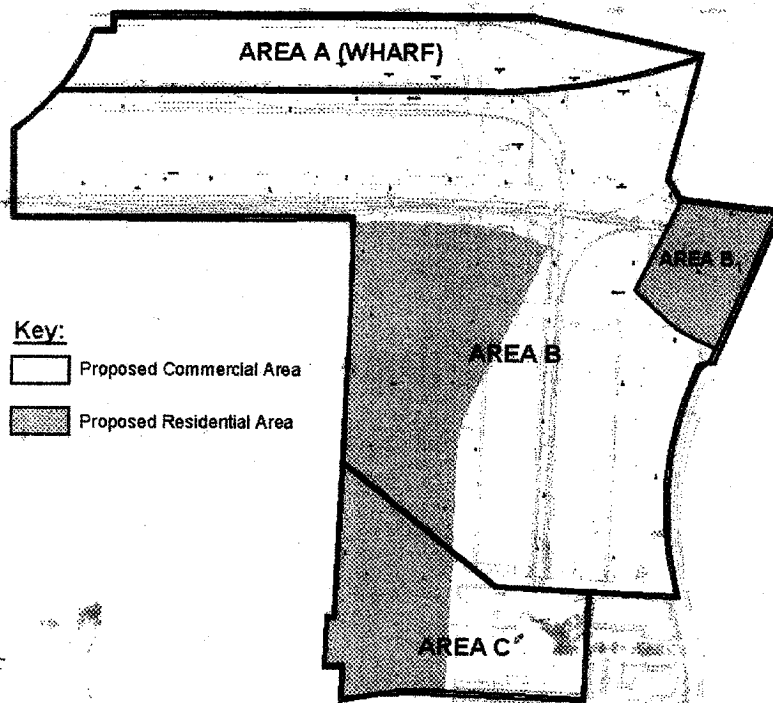 AREA A (WHARF)
AREA B₁
Key:
AREA B
Proposed Commercial Area
Proposed Residential Area
AREA C